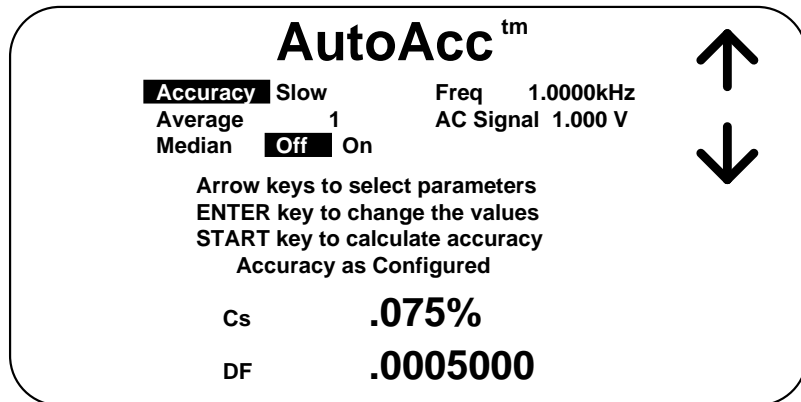 AutoAcc tm
Accuracy Slow Freq 1.0000kHz
Average 1 AC Signal 1.000 V
Median Off On
Arrow keys to select parameters
ENTER key to change the values
START key to calculate accuracy
Accuracy as Configured
Cs .075%
DF .0005000